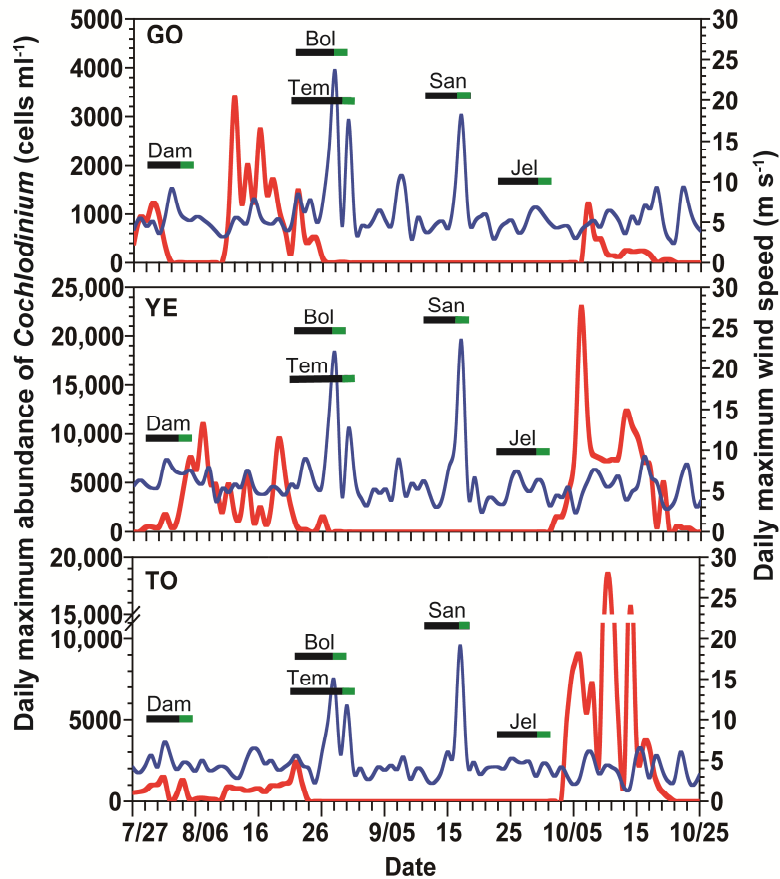 Daily maximum abundance of Cochlodinium (cells ml-1)
Daily maximum wind speed (m s-1)
5000
4000
3000
2000
1000
0
GO
Bol
Tem
San
Dam
Jel
30
25
20
15
10
5
0
25,000
20,000
15,000
10,000
5000
0
YE
Bol
San
Tem
Dam
Jel
30
25
20
15
10
5
0
20,000
15,000
10,000
5000
0
TO
San
Bol
Tem
Dam
Jel
30
25
20
15
10
5
0
7/27 8/06 16 26 9/05 15 25 10/05 15 10/25
Date